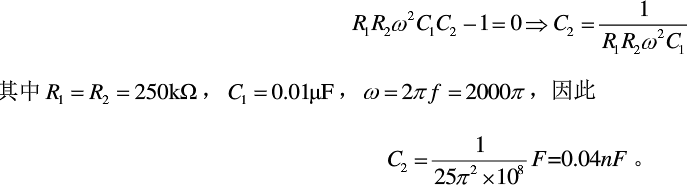 R₁R₂ω²C₁C₂ − 1 = 0 ⇒ C₂ = 1/(R₁R₂ω²C₁)
其中 R₁ = R₂ = 250kΩ， C₁ = 0.01μF， ω = 2πf = 2000π，因此
C₂ = 1/(25π² × 10⁸) F=0.04nF 。